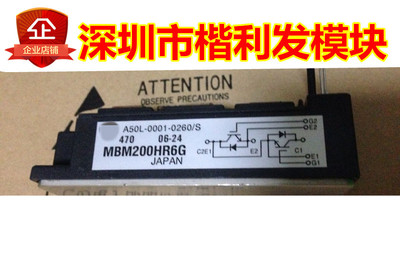 企
企业店铺
深圳市楷利发模块
ATTENTION
OBSERVE PRECAUTIONS
A50L-0001-0260/S
470 06-24
MBM200HR6G
JAPAN
C2E1
E2
C1
G2
E2
E1
G1